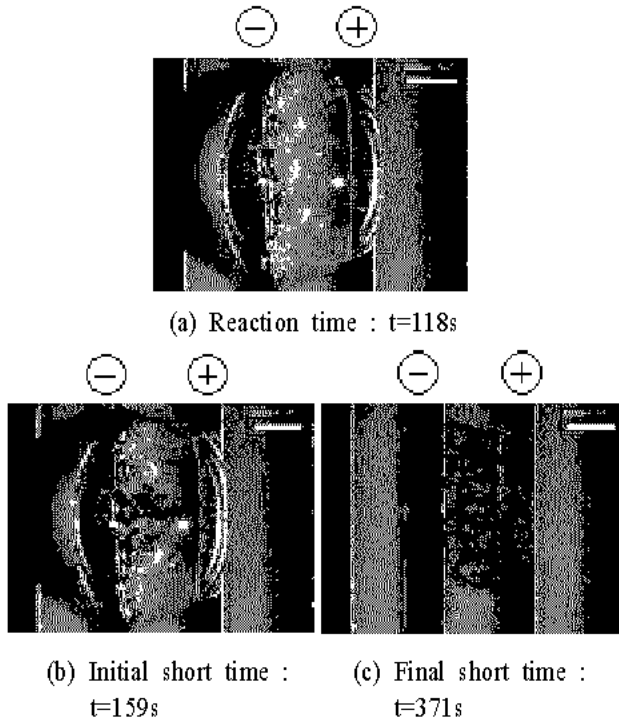 − +
(a) Reaction time : t=118s
− +
− +
(b) Initial short time :
t=159s
(c) Final short time :
t=371s